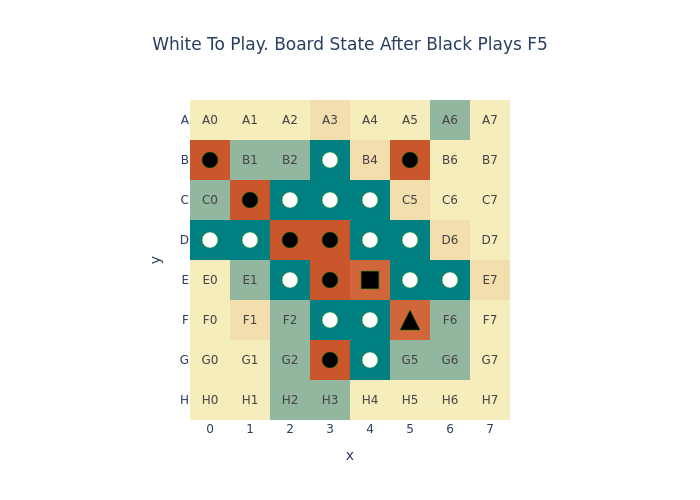 White To Play. Board State After Black Plays F5
A A0 A1 A2 A3 A4 A5 A6 A7
B B1 B2 B4 B6 B7
C C0 C5 C6 C7
D D6 D7
E E0 E1 E7
F F0 F1 F2 F6 F7
G G0 G1 G2 G5 G6 G7
H H0 H1 H2 H3 H4 H5 H6 H7
0 1 2 3 4 5 6 7
x
y